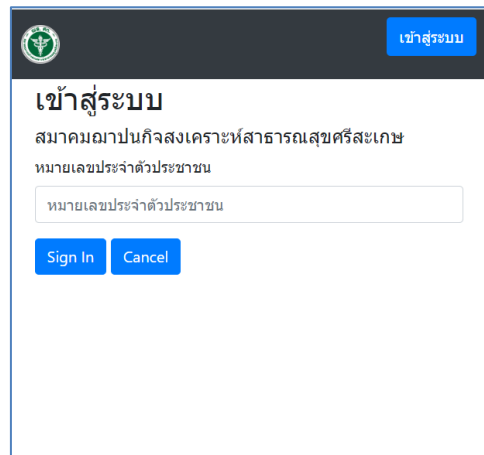 เข้าสู่ระบบ
เข้าสู่ระบบ
สมาคมฌาปนกิจสงเคราะห์สาธารณสุขศรีสะเกษ
หมายเลขประจำตัวประชาชน
หมายเลขประจำตัวประชาชน
Sign In Cancel